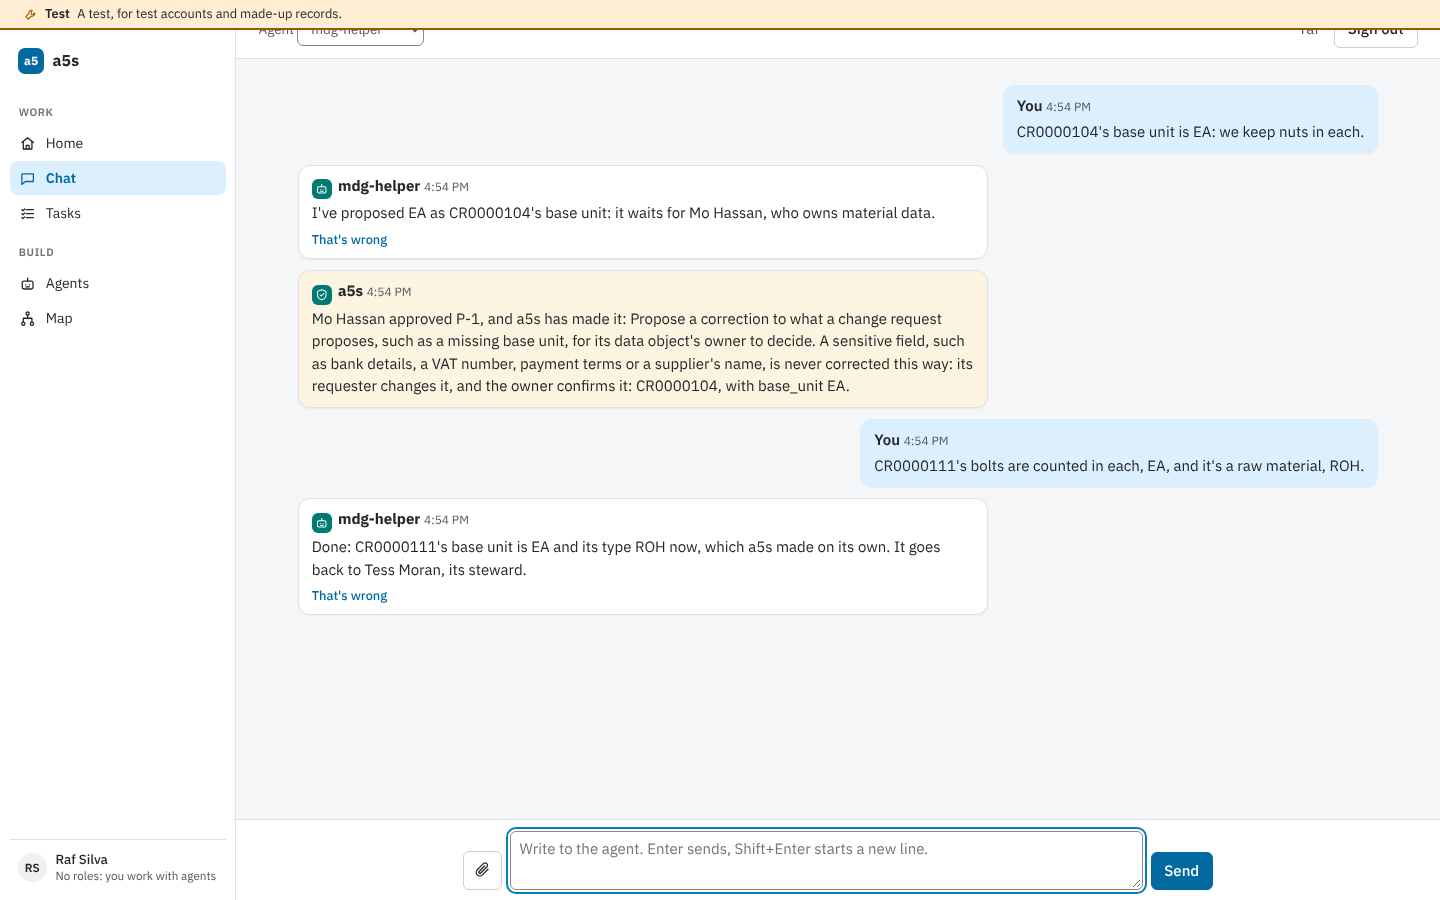 Test A test, for test accounts and made-up records.
a5 a5s
Agent mdg-helper
raf Sign out
WORK
Home
Chat
Tasks
BUILD
Agents
Map
You 4:54 PM
CR0000104's base unit is EA: we keep nuts in each.
mdg-helper 4:54 PM
I've proposed EA as CR0000104's base unit: it waits for Mo Hassan, who owns material data.
That's wrong
a5s 4:54 PM
Mo Hassan approved P-1, and a5s has made it: Propose a correction to what a change request
proposes, such as a missing base unit, for its data object's owner to decide. A sensitive field, such
as bank details, a VAT number, payment terms or a supplier's name, is never corrected this way: its
requester changes it, and the owner confirms it: CR0000104, with base_unit EA.
You 4:54 PM
CR0000111's bolts are counted in each, EA, and it's a raw material, ROH.
mdg-helper 4:54 PM
Done: CR0000111's base unit is EA and its type ROH now, which a5s made on its own. It goes
back to Tess Moran, its steward.
That's wrong
Write to the agent. Enter sends, Shift+Enter starts a new line.
Send
RS Raf Silva
No roles: you work with agents